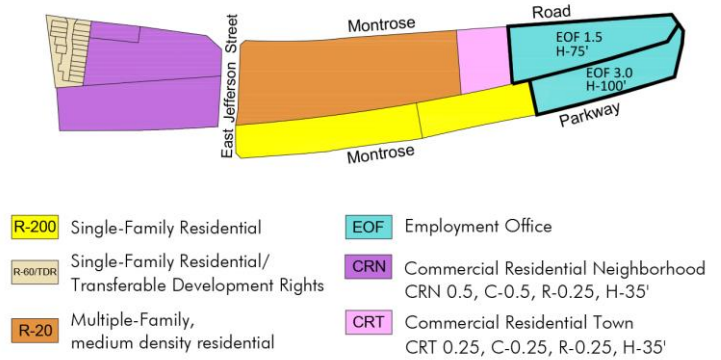 Montrose Road
East Jefferson Street
EOF 1.5
H-75'
EOF 3.0
H-100'
Montrose Parkway
R-200 Single-Family Residential
R-60/TDR Single-Family Residential/
Transferable Development Rights
R-20 Multiple-Family,
medium density residential
EOF Employment Office
CRN Commercial Residential Neighborhood
CRN 0.5, C-0.5, R-0.25, H-35'
CRT Commercial Residential Town
CRT 0.25, C-0.25, R-0.25, H-35'